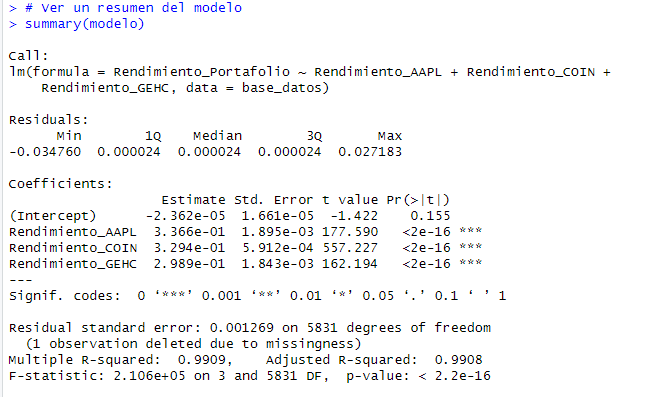 > # Ver un resumen del modelo
> summary(modelo)
Call:
lm(formula = Rendimiento_Portafolio ~ Rendimiento_AAPL + Rendimiento_COIN +
    Rendimiento_GEHC, data = base_datos)
Residuals:
      Min        1Q    Median        3Q       Max
-0.034760  0.000024  0.000024  0.000024  0.027183
Coefficients:
                   Estimate Std. Error t value Pr(>|t|)
(Intercept)      -2.362e-05  1.661e-05  -1.422    0.155
Rendimiento_AAPL  3.366e-01  1.895e-03 177.590   <2e-16 ***
Rendimiento_COIN  3.294e-01  5.912e-04 557.227   <2e-16 ***
Rendimiento_GEHC  2.989e-01  1.843e-03 162.194   <2e-16 ***
---
Signif. codes:  0 ‘***’ 0.001 ‘**’ 0.01 ‘*’ 0.05 ‘.’ 0.1 ‘ ’ 1
Residual standard error: 0.001269 on 5831 degrees of freedom
  (1 observation deleted due to missingness)
Multiple R-squared:  0.9909,	Adjusted R-squared:  0.9908
F-statistic: 2.106e+05 on 3 and 5831 DF,  p-value: < 2.2e-16